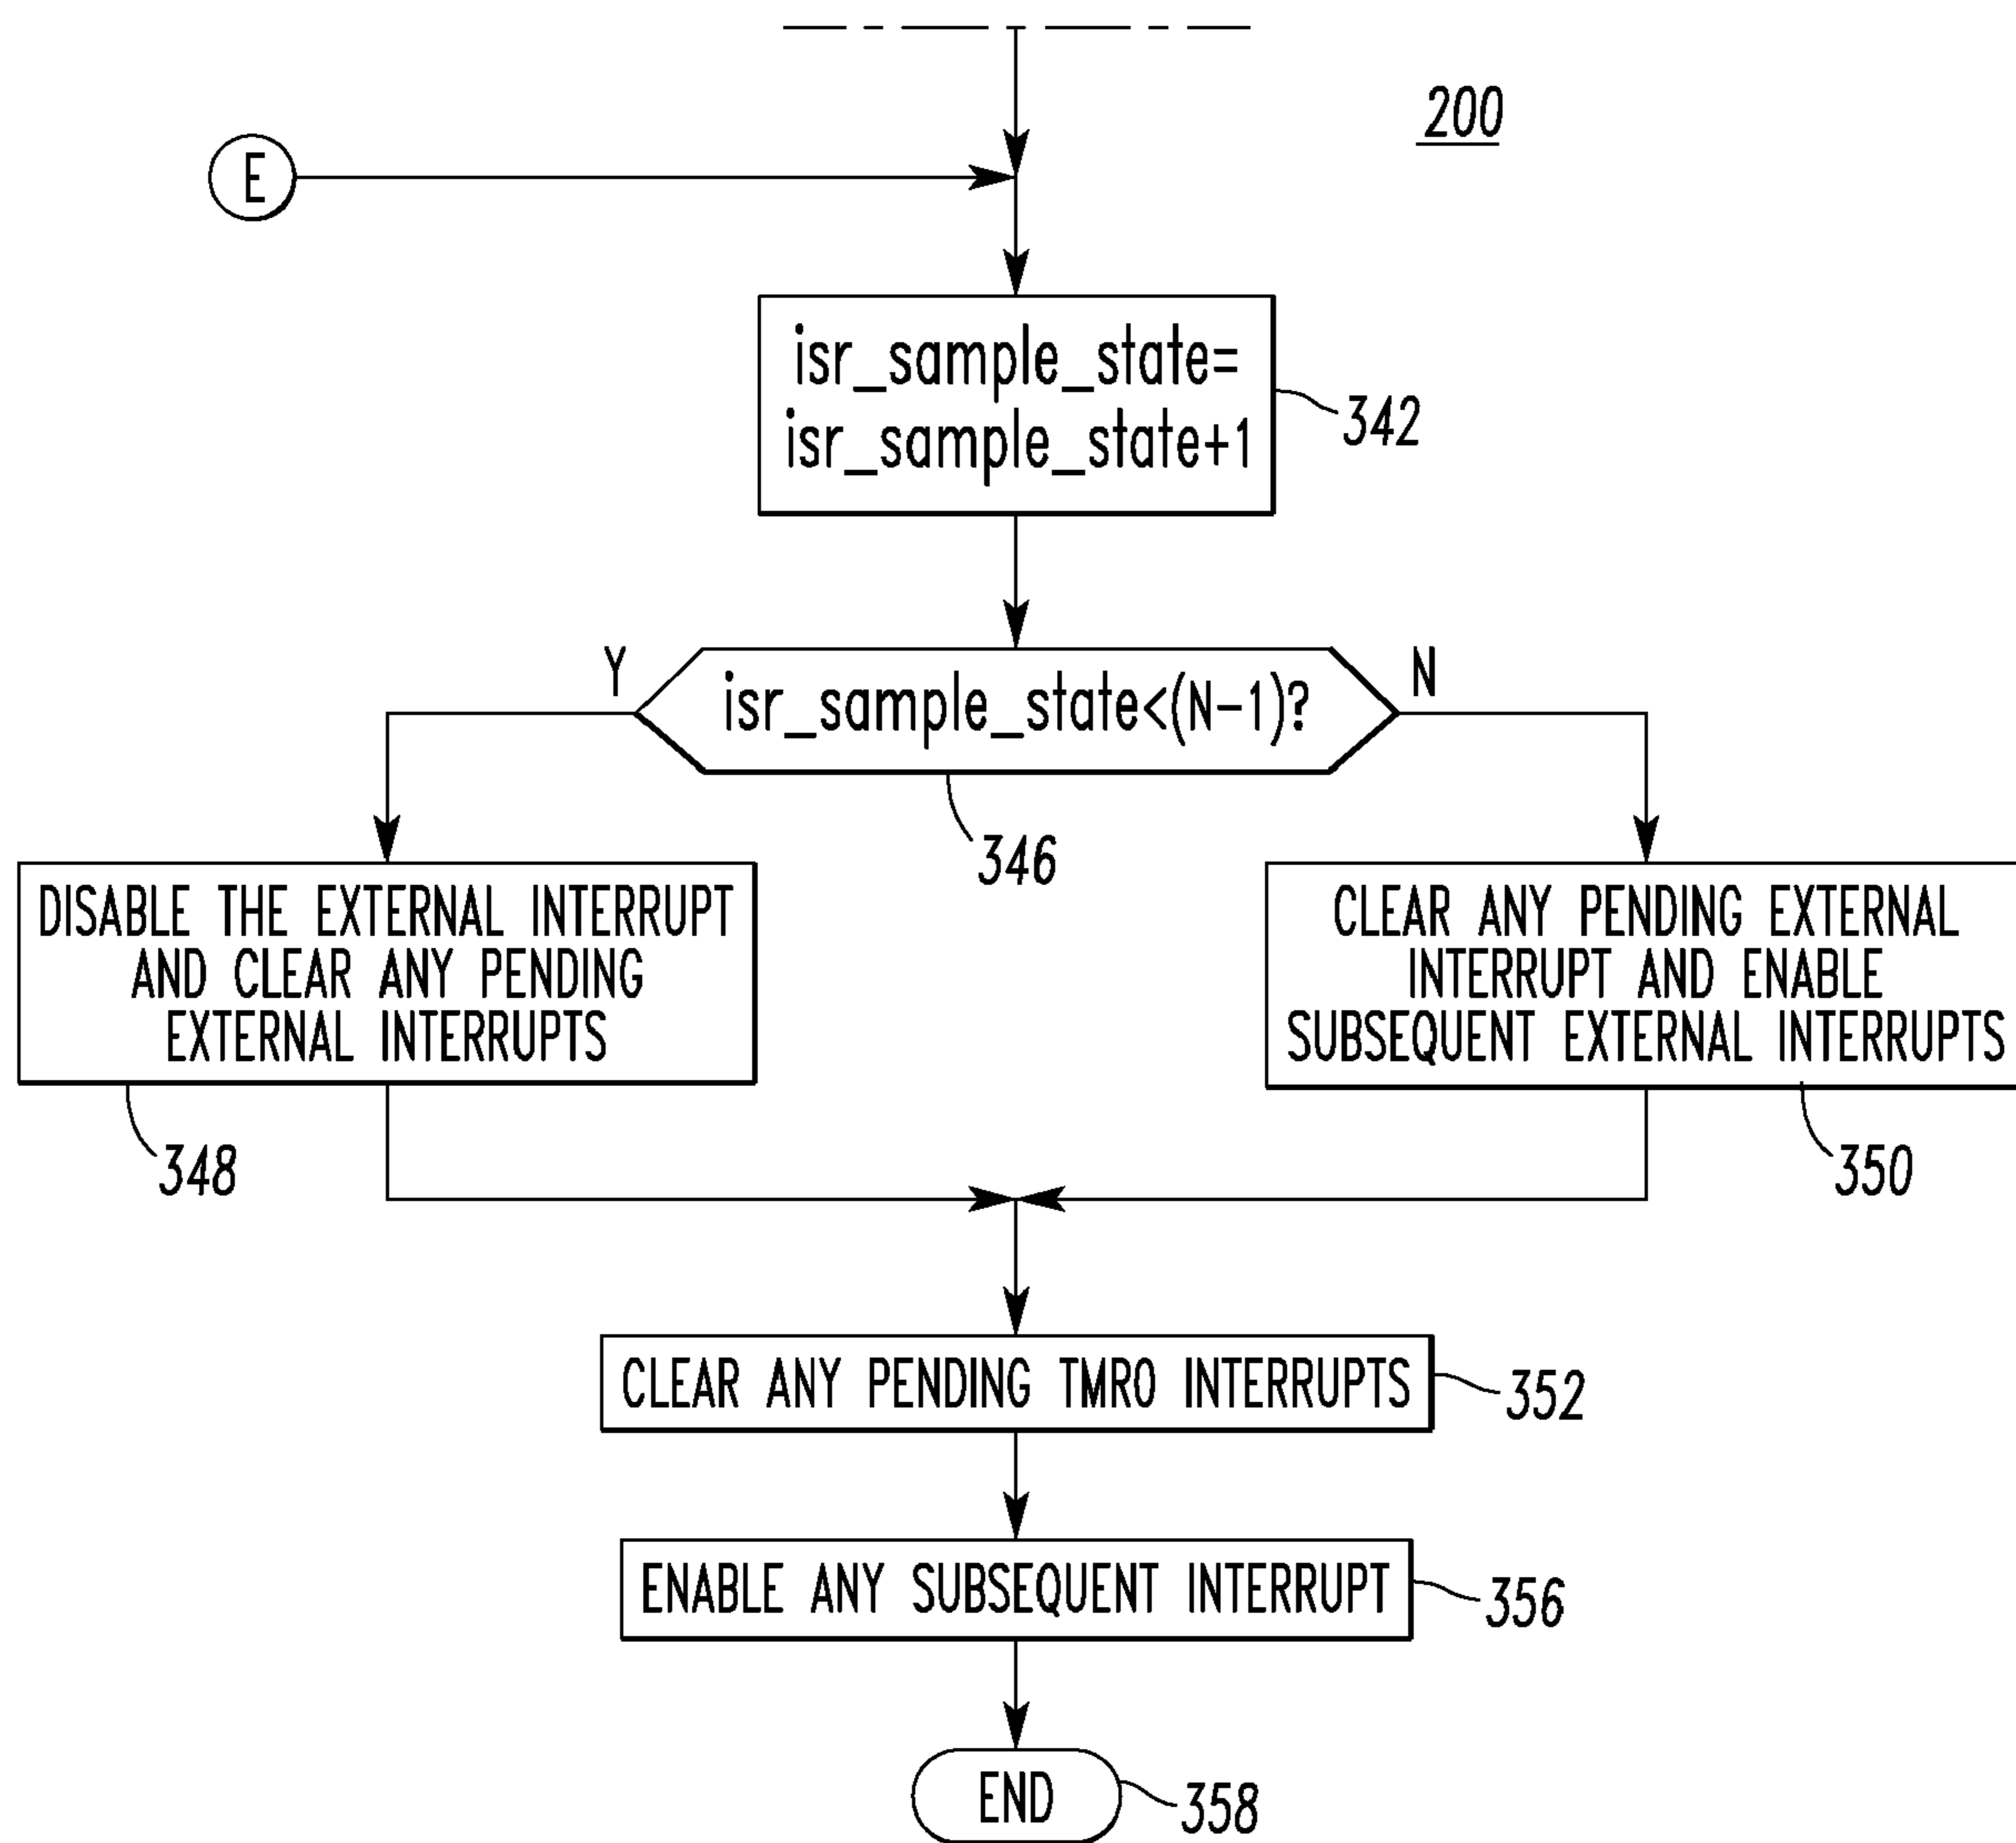 200
E
isr_sample_state=
isr_sample_state+1
342
Y
isr_sample_state<(N-1)?
N
346
DISABLE THE EXTERNAL INTERRUPT
AND CLEAR ANY PENDING
EXTERNAL INTERRUPTS
348
CLEAR ANY PENDING EXTERNAL
INTERRUPT AND ENABLE
SUBSEQUENT EXTERNAL INTERRUPTS
350
CLEAR ANY PENDING TMR0 INTERRUPTS
352
ENABLE ANY SUBSEQUENT INTERRUPT
356
END
358